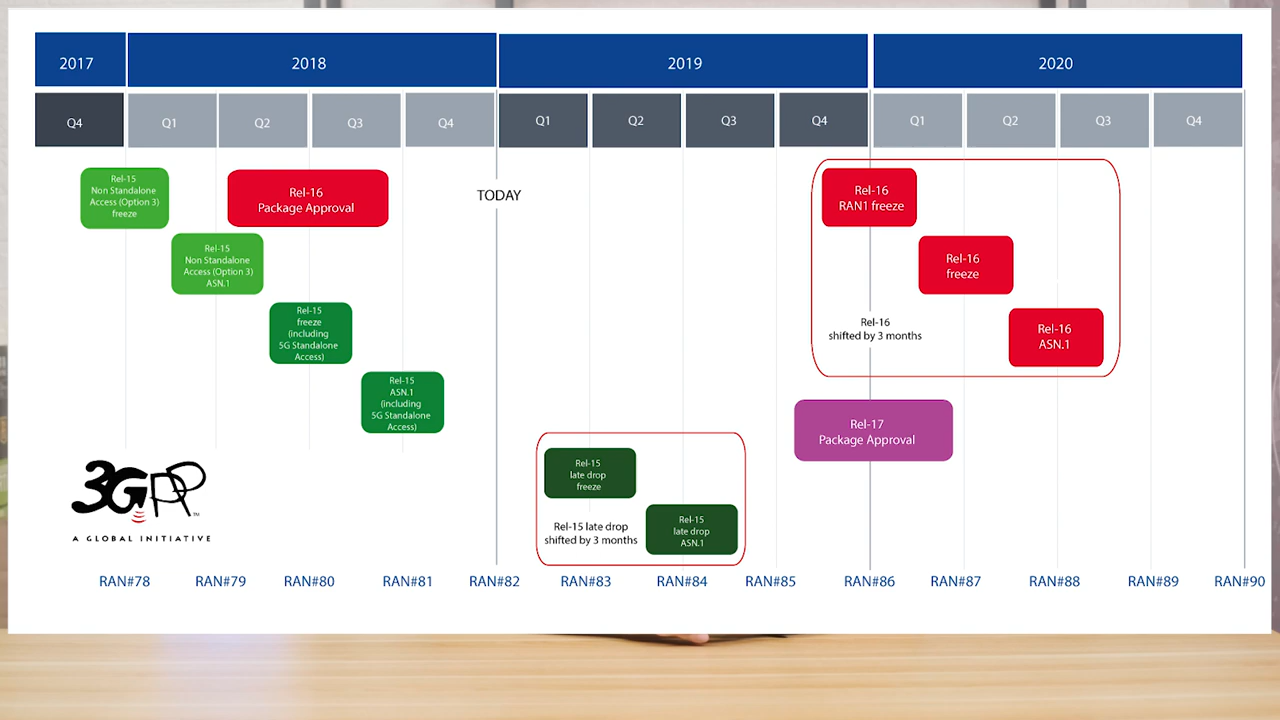 2017
2018
2019
2020
Q4
Q1
Q2
Q3
Q4
Q1
Q2
Q3
Q4
Q1
Q2
Q3
Q4
Rel-15
Non Standalone
Access (Option 3)
freeze
Rel-16
Package Approval
TODAY
Rel-16
RAN1 freeze
Rel-15
Non Standalone
Access (Option 3)
ASN.1
Rel-16
freeze
Rel-15
freeze
(including
5G Standalone
Access)
Rel-16
shifted by 3 months
Rel-16
ASN.1
Rel-15
ASN.1
(including
5G Standalone
Access)
Rel-17
Package Approval
Rel-15
late drop
freeze
Rel-15 late drop
shifted by 3 months
Rel-15
late drop
ASN.1
3GPP
TM
A GLOBAL INITIATIVE
RAN#78
RAN#79
RAN#80
RAN#81
RAN#82
RAN#83
RAN#84
RAN#85
RAN#86
RAN#87
RAN#88
RAN#89
RAN#90